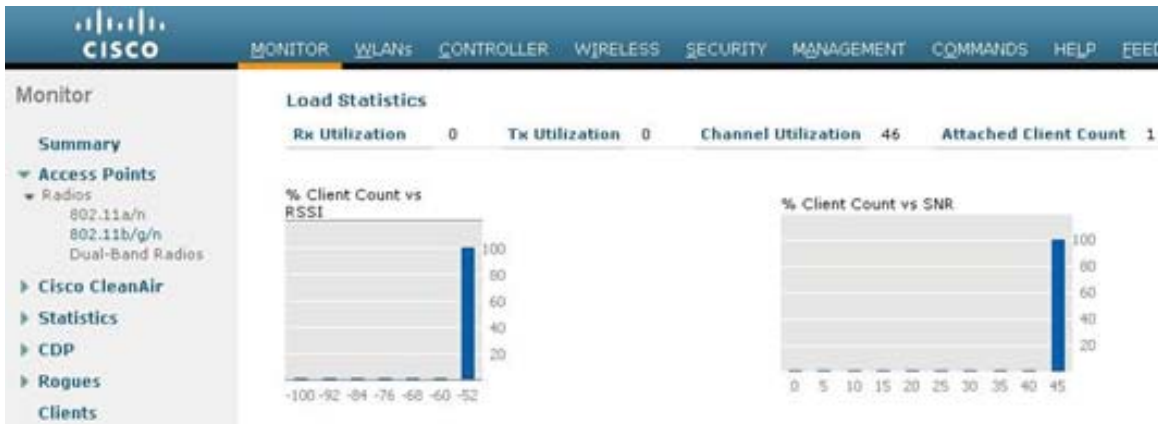 CISCO
MONITOR WLANs CONTROLLER WIRELESS SECURITY MANAGEMENT COMMANDS HELP
Monitor
Summary
Access Points
Radios
802.11a/n
802.11b/g/n
Dual-Band Radios
Cisco CleanAir
Statistics
CDP
Rogues
Clients
Load Statistics
Rx Utilization 0 Tx Utilization 0 Channel Utilization 46 Attached Client Count 1
% Client Count vs
RSSI
100
80
60
40
20
-100 -92 -84 -76 -68 -60 -52
% Client Count vs SNR
100
80
60
40
20
0 5 10 15 20 25 30 35 40 45